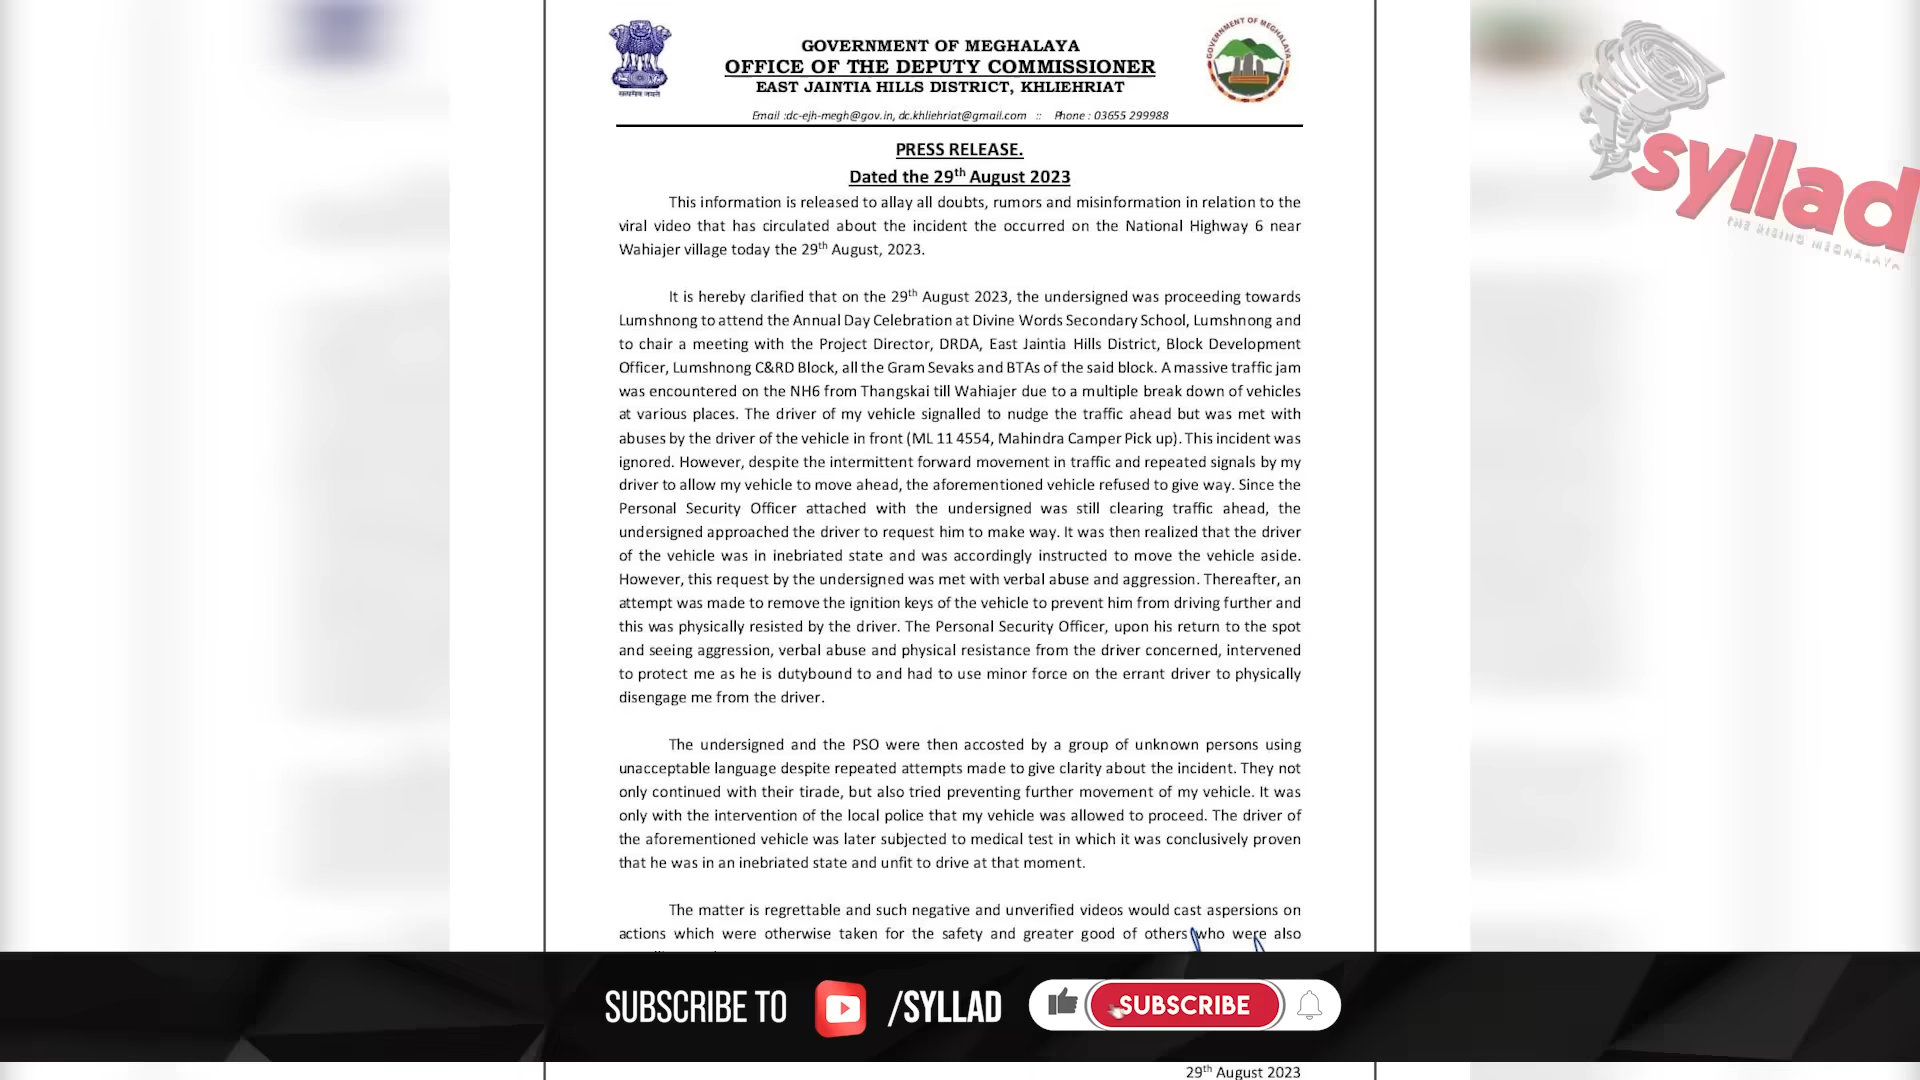 GOVERNMENT OF MEGHALAYA
OFFICE OF THE DEPUTY COMMISSIONER
EAST JAINTIA HILLS DISTRICT, KHLIEHRIAT
Email :dc-ejh-megh@gov.in, dc.khliehriat@gmail.com :: Phone : 03655 299988
सत्यमेव जयते
GOVERNMENT OF MEGHALAYA
syllad
THE RISING MEGHALAYA
PRESS RELEASE.
Dated the 29th August 2023
This information is released to allay all doubts, rumors and misinformation in relation to the
viral video that has circulated about the incident the occurred on the National Highway 6 near
Wahiajer village today the 29th August, 2023.
It is hereby clarified that on the 29th August 2023, the undersigned was proceeding towards
Lumshnong to attend the Annual Day Celebration at Divine Words Secondary School, Lumshnong and
to chair a meeting with the Project Director, DRDA, East Jaintia Hills District, Block Development
Officer, Lumshnong C&RD Block, all the Gram Sevaks and BTAs of the said block. A massive traffic jam
was encountered on the NH6 from Thangskai till Wahiajer due to a multiple break down of vehicles
at various places. The driver of my vehicle signalled to nudge the traffic ahead but was met with
abuses by the driver of the vehicle in front (ML 11 4554, Mahindra Camper Pick up). This incident was
ignored. However, despite the intermittent forward movement in traffic and repeated signals by my
driver to allow my vehicle to move ahead, the aforementioned vehicle refused to give way. Since the
Personal Security Officer attached with the undersigned was still clearing traffic ahead, the
undersigned approached the driver to request him to make way. It was then realized that the driver
of the vehicle was in inebriated state and was accordingly instructed to move the vehicle aside.
However, this request by the undersigned was met with verbal abuse and aggression. Thereafter, an
attempt was made to remove the ignition keys of the vehicle to prevent him from driving further and
this was physically resisted by the driver. The Personal Security Officer, upon his return to the spot
and seeing aggression, verbal abuse and physical resistance from the driver concerned, intervened
to protect me as he is dutybound to and had to use minor force on the errant driver to physically
disengage me from the driver.
The undersigned and the PSO were then accosted by a group of unknown persons using
unacceptable language despite repeated attempts made to give clarity about the incident. They not
only continued with their tirade, but also tried preventing further movement of my vehicle. It was
only with the intervention of the local police that my vehicle was allowed to proceed. The driver of
the aforementioned vehicle was later subjected to medical test in which it was conclusively proven
that he was in an inebriated state and unfit to drive at that moment.
The matter is regrettable and such negative and unverified videos would cast aspersions on
actions which were otherwise taken for the safety and greater good of others who were also
SUBSCRIBE TO /SYLLAD SUBSCRIBE
29th August 2023